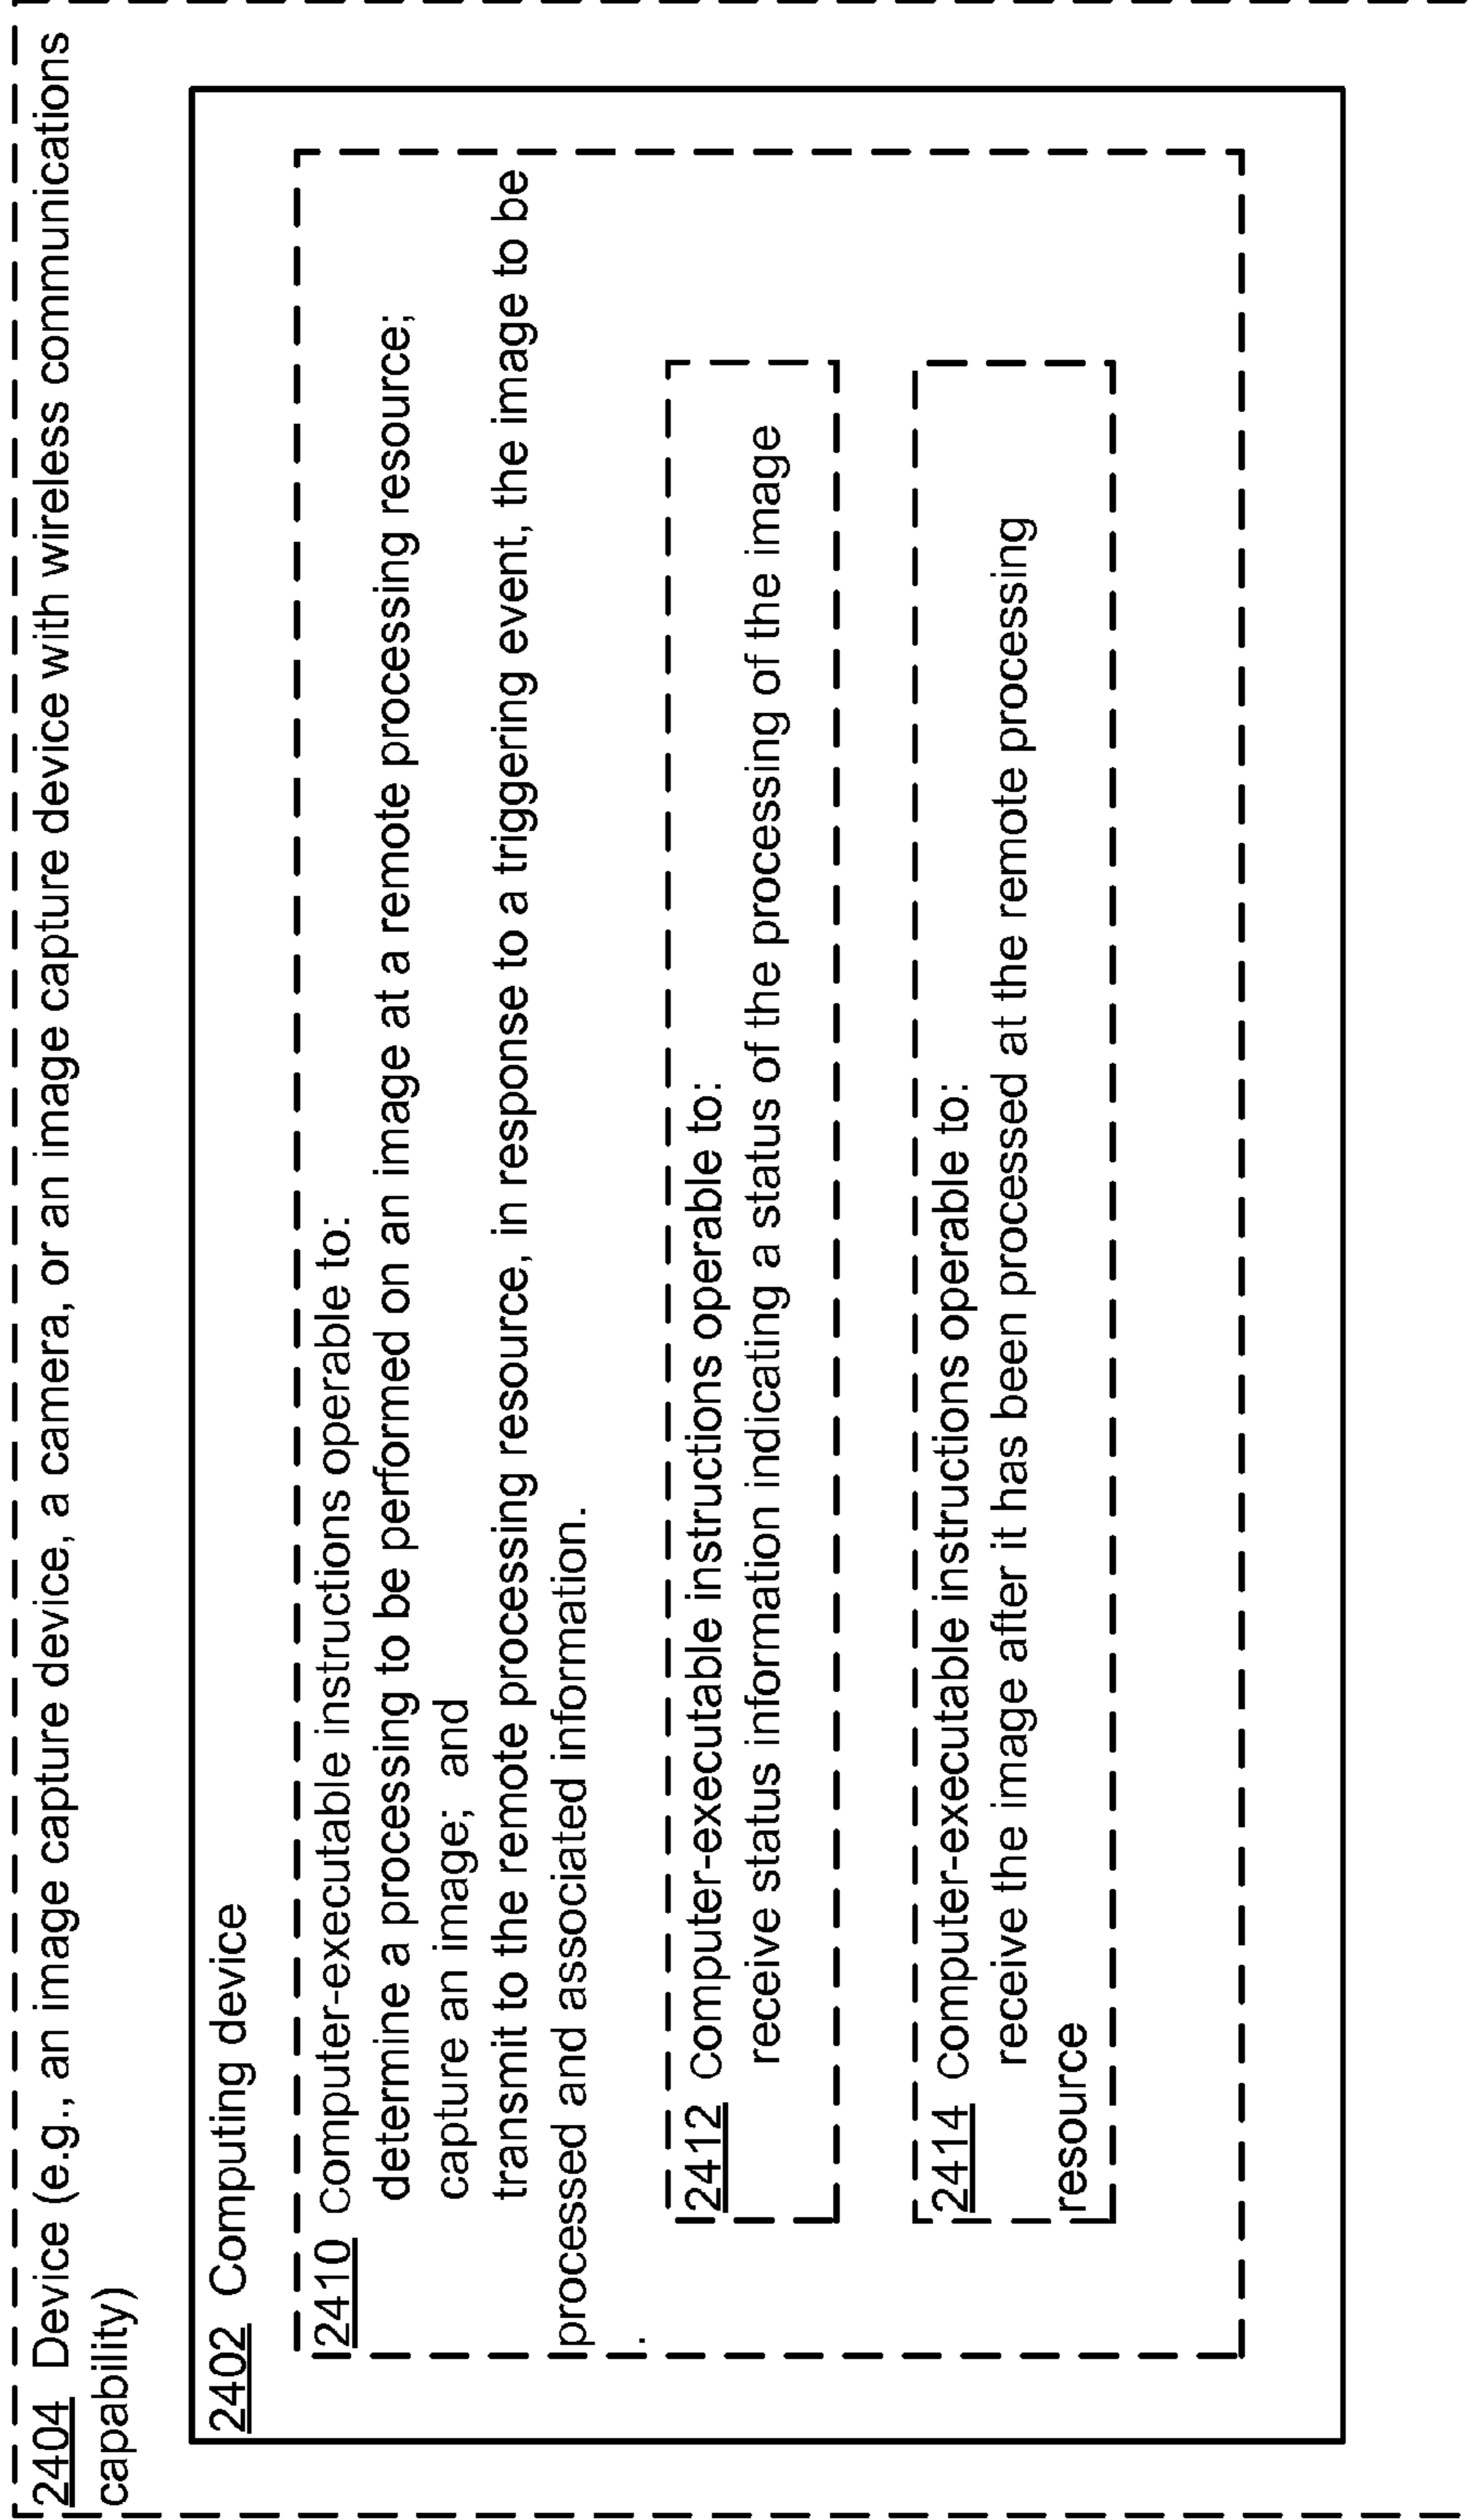 2404 Device (e.g., an image capture device, a camera, or an image capture device with wireless communications
capability)
2402 Computing device
2410 Computer-executable instructions operable to:
determine a processing to be performed on an image at a remote processing resource;
capture an image; and
transmit to the remote processing resource, in response to a triggering event, the image to be
processed and associated information.
.
2412 Computer-executable instructions operable to:
receive status information indicating a status of the processing of the image
2414 Computer-executable instructions operable to:
receive the image after it has been processed at the remote processing
resource